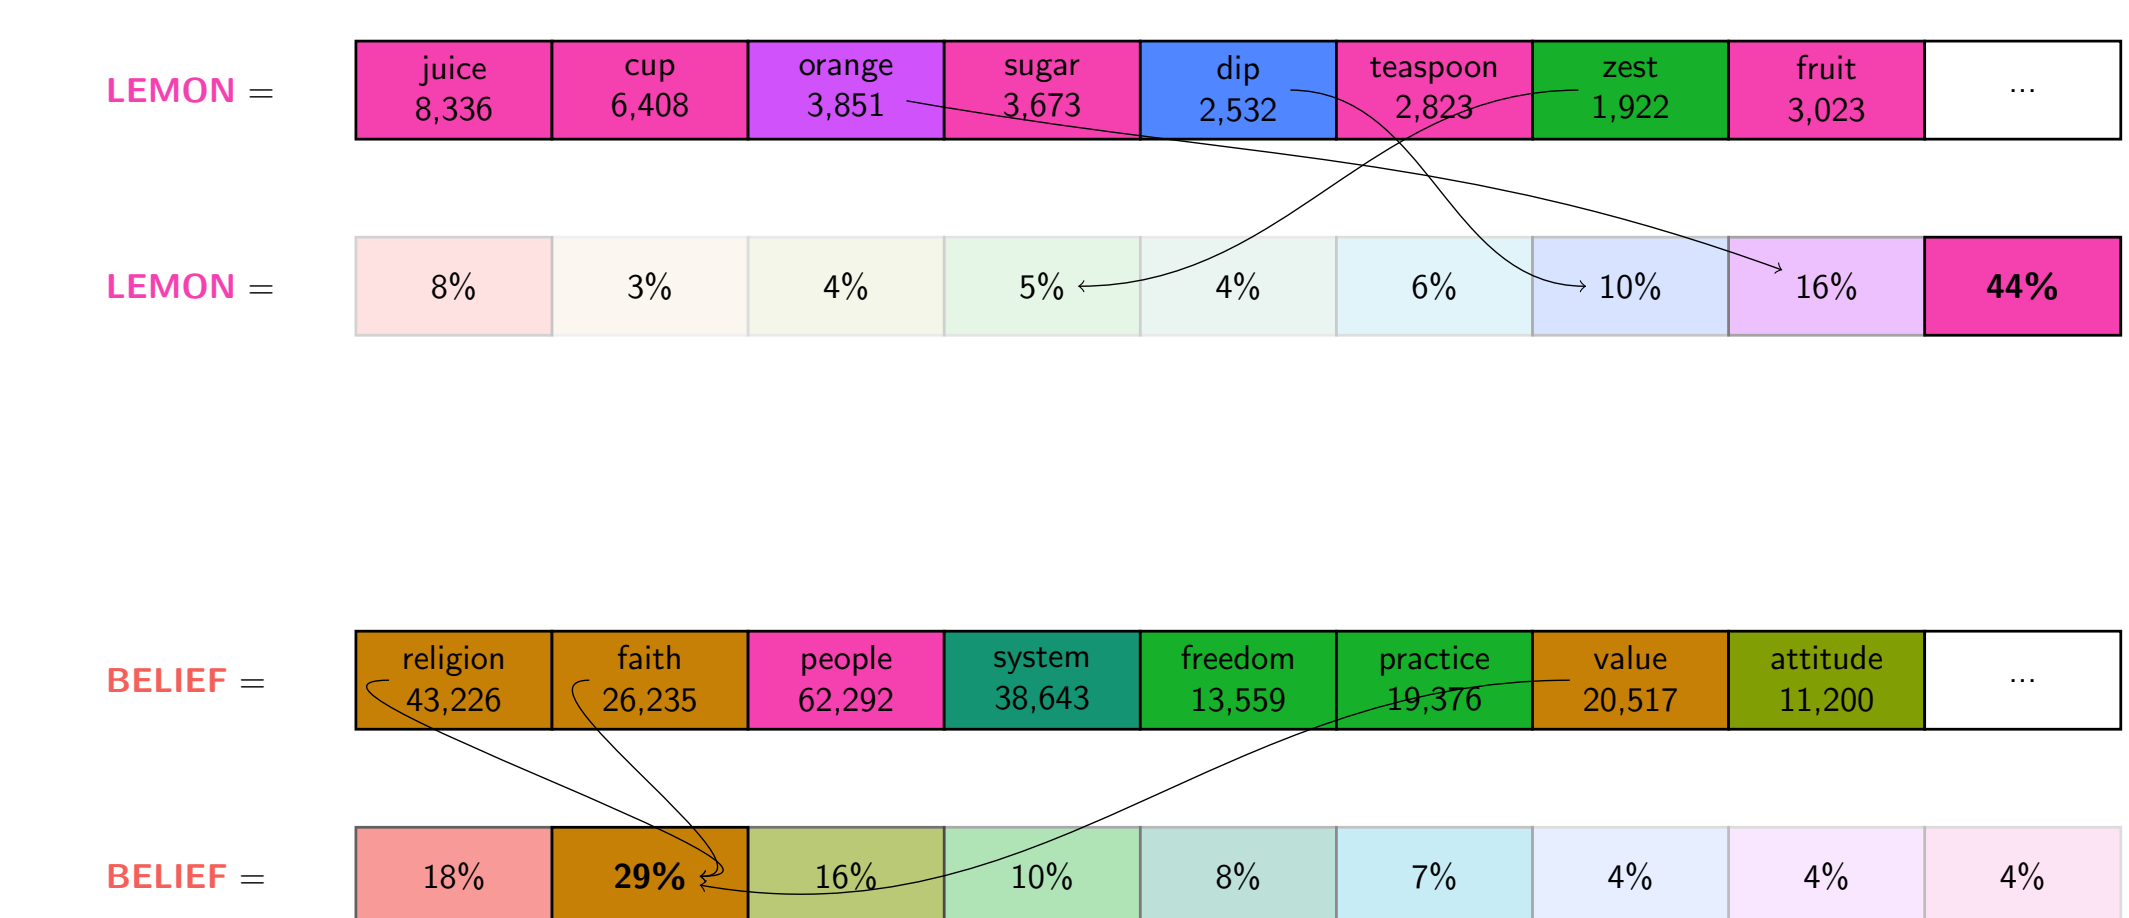 LEMON = juice cup orange sugar dip teaspoon zest fruit ...
8,336 6,408 3,851 3,673 2,532 2,823 1,922 3,023
LEMON = 8% 3% 4% 5% 4% 6% 10% 16% 44%
BELIEF = religion faith people system freedom practice value attitude ...
43,226 26,235 62,292 38,643 13,559 19,376 20,517 11,200
BELIEF = 18% 29% 16% 10% 8% 7% 4% 4% 4%